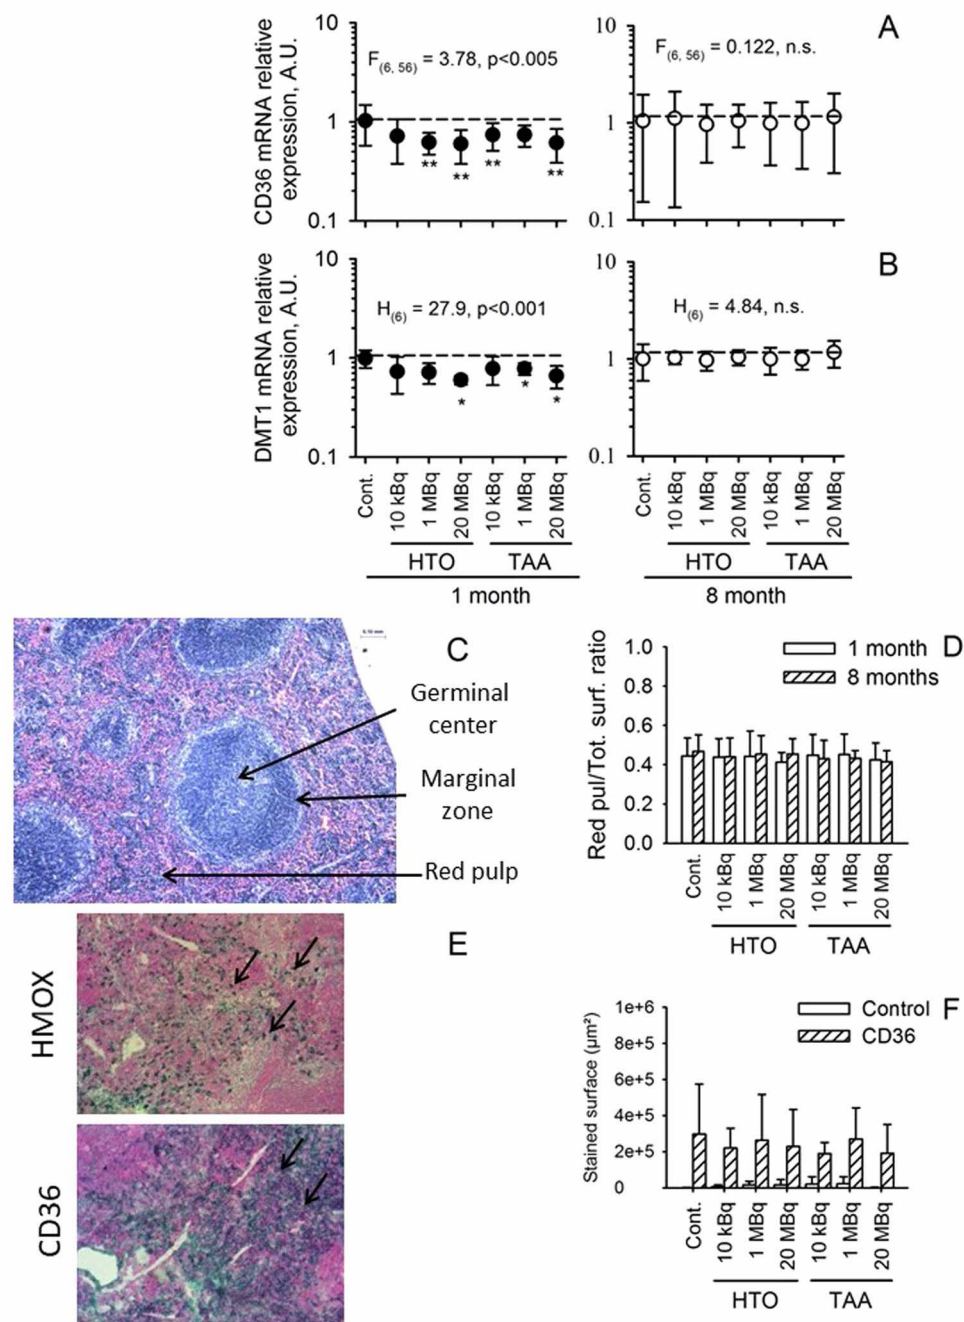 A
CD36 mRNA relative
expression, A.U.
10
1
0.1
F(6, 56) = 3.78, p<0.005
** ** ** **
10
1
0.1
F(6, 56) = 0.122, n.s.
B
DMT1 mRNA relative
expression, A.U.
10
1
0.1
H(6) = 27.9, p<0.001
* * *
10
1
0.1
H(6) = 4.84, n.s.
Cont. 10 kBq 1 MBq 20 MBq 10 kBq 1 MBq 20 MBq
HTO TAA
1 month
Cont. 10 kBq 1 MBq 20 MBq 10 kBq 1 MBq 20 MBq
HTO TAA
8 month
C
0.10 mm
Germinal
center
Marginal
zone
Red pulp
D
Red pul/Tot. surf. ratio
1.0
0.8
0.6
0.4
0.2
0.0
1 month
8 months
Cont. 10 kBq 1 MBq 20 MBq 10 kBq 1 MBq 20 MBq
HTO TAA
E
HMOX
CD36
F
Stained surface (µm²)
1e+6
8e+5
6e+5
4e+5
2e+5
0
Control
CD36
Cont. 10 kBq 1 MBq 20 MBq 10 kBq 1 MBq 20 MBq
HTO TAA